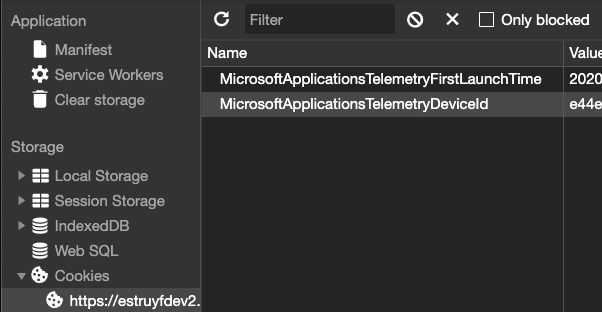 Application
Manifest
Service Workers
Clear storage
Storage
Local Storage
Session Storage
IndexedDB
Web SQL
Cookies
https://estruyfdev2.
Filter
Only blocked
Name Value
MicrosoftApplicationsTelemetryFirstLaunchTime 2020
MicrosoftApplicationsTelemetryDeviceId e44e